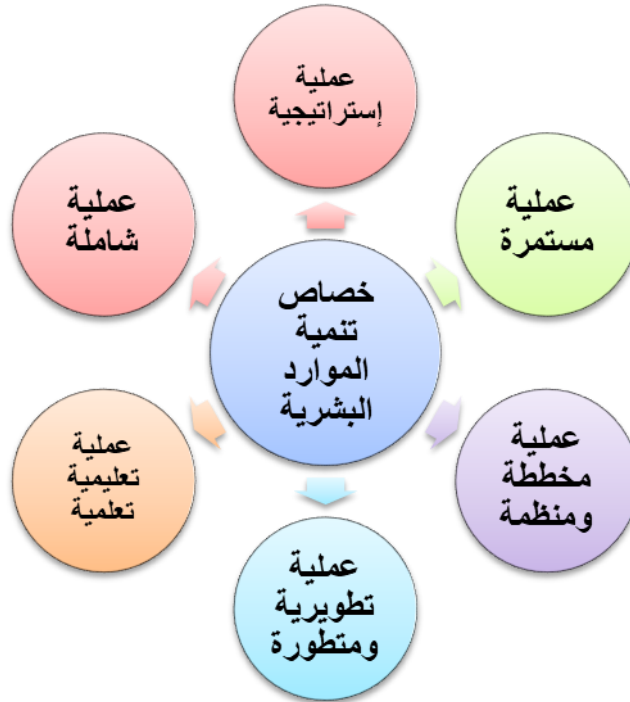 عملية
إستراتيجية
عملية
مستمرة
عملية
شاملة
خصاص
تنمية
الموارد
البشرية
عملية
مخططة
ومنظمة
عملية
تعليمية
تعلمية
عملية
تطويرية
ومتطورة